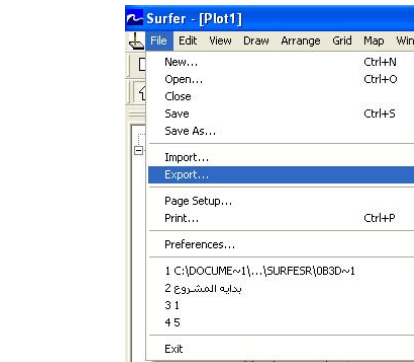 Surfer - [Plot1]
File Edit View Draw Arrange Grid Map Win
New... Ctrl+N
Open... Ctrl+O
Close
Save Ctrl+S
Save As...
Import...
Export...
Page Setup...
Print... Ctrl+P
Preferences...
1 C:\DOCUME~1\...\SURFESR\0B3D~1
2 بدايه المشروع
3 1
4 5
Exit